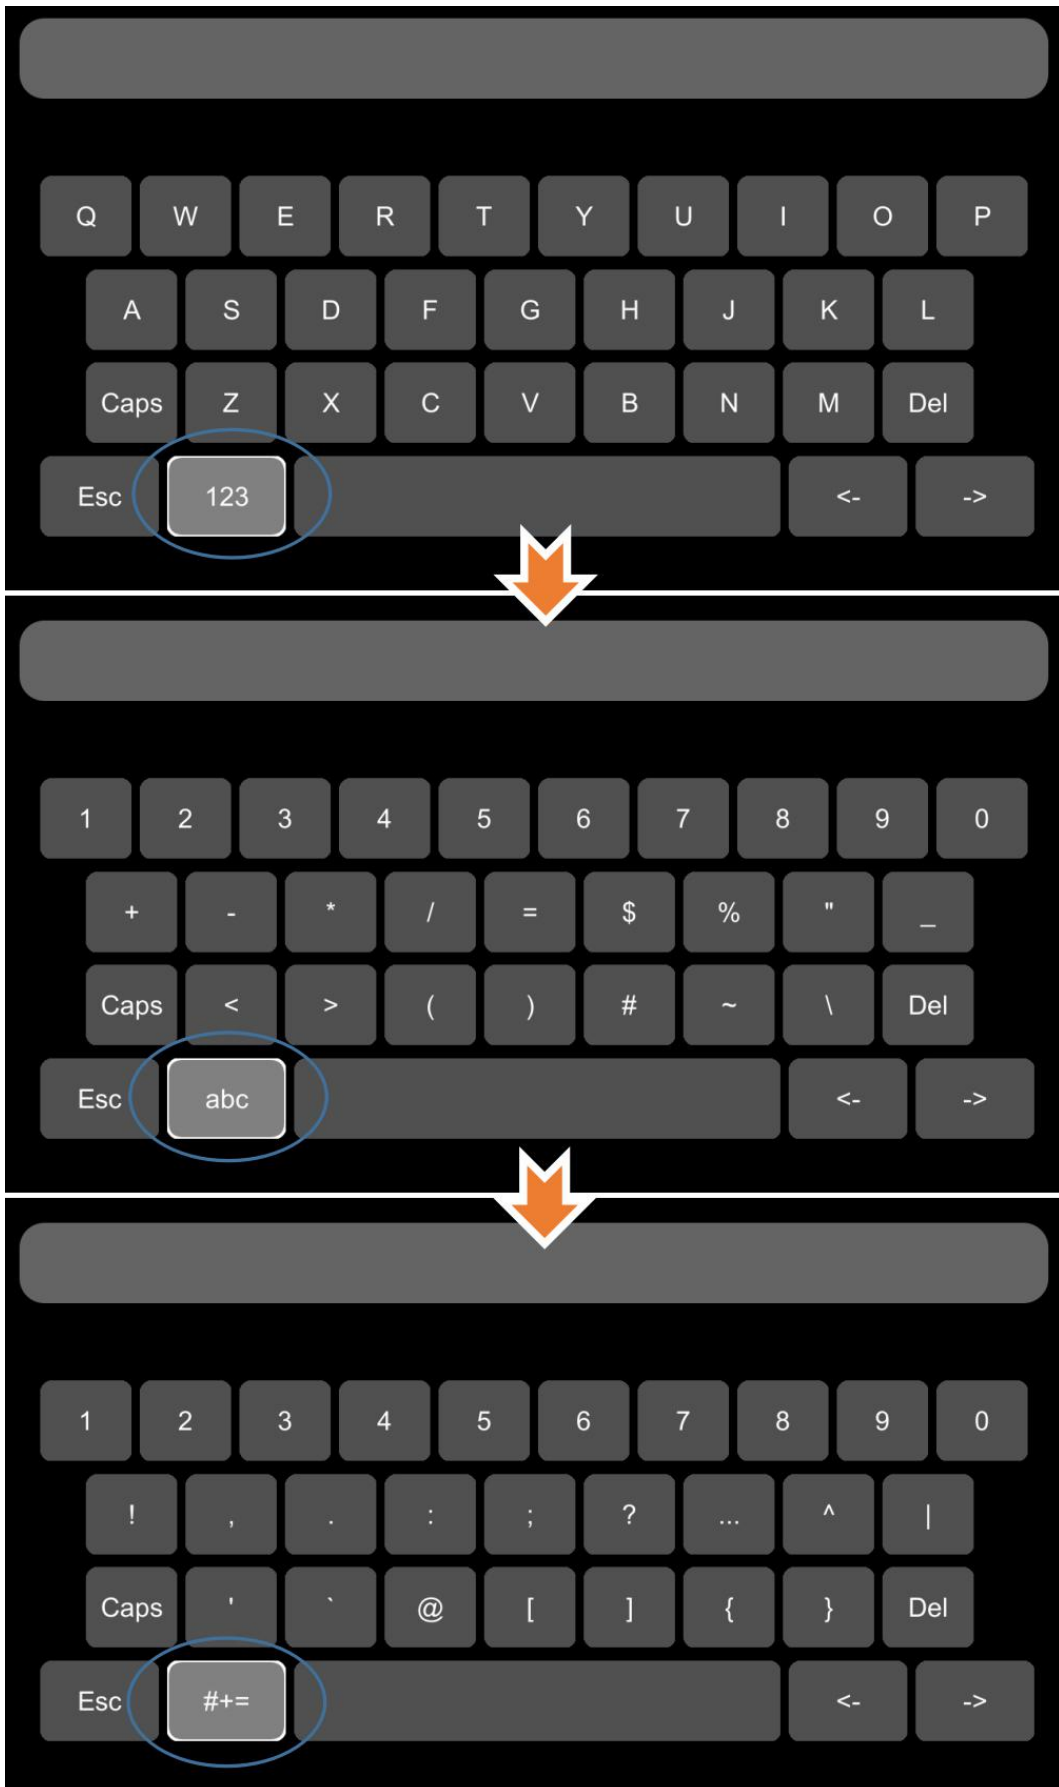 Q W E R T Y U I O P
A S D F G H J K L
Caps Z X C V B N M Del
Esc 123 <- ->
1 2 3 4 5 6 7 8 9 0
+ - * / = $ % " _
Caps < > ( ) # ~ \ Del
Esc abc <- ->
1 2 3 4 5 6 7 8 9 0
! , . : ; ? ... ^ |
Caps ' ` @ [ ] { } Del
Esc #+= <- ->